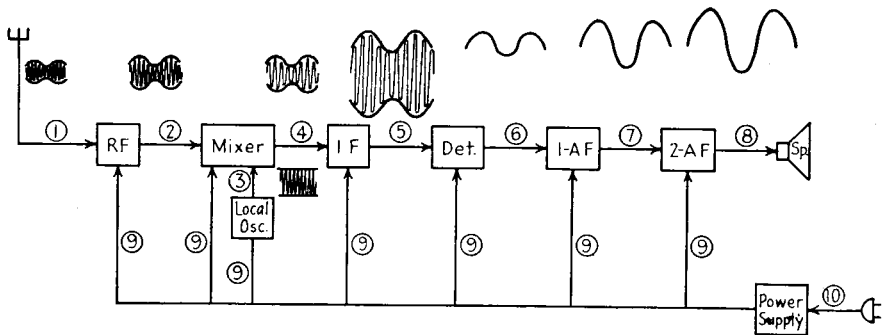 ① RF ② Mixer ④ IF ⑤ Det. ⑥ 1-AF ⑦ 2-AF ⑧ Sp.
③
Local
Osc.
⑨ ⑨ ⑨ ⑨ ⑨ ⑨ ⑨
Power
Supply
⑩